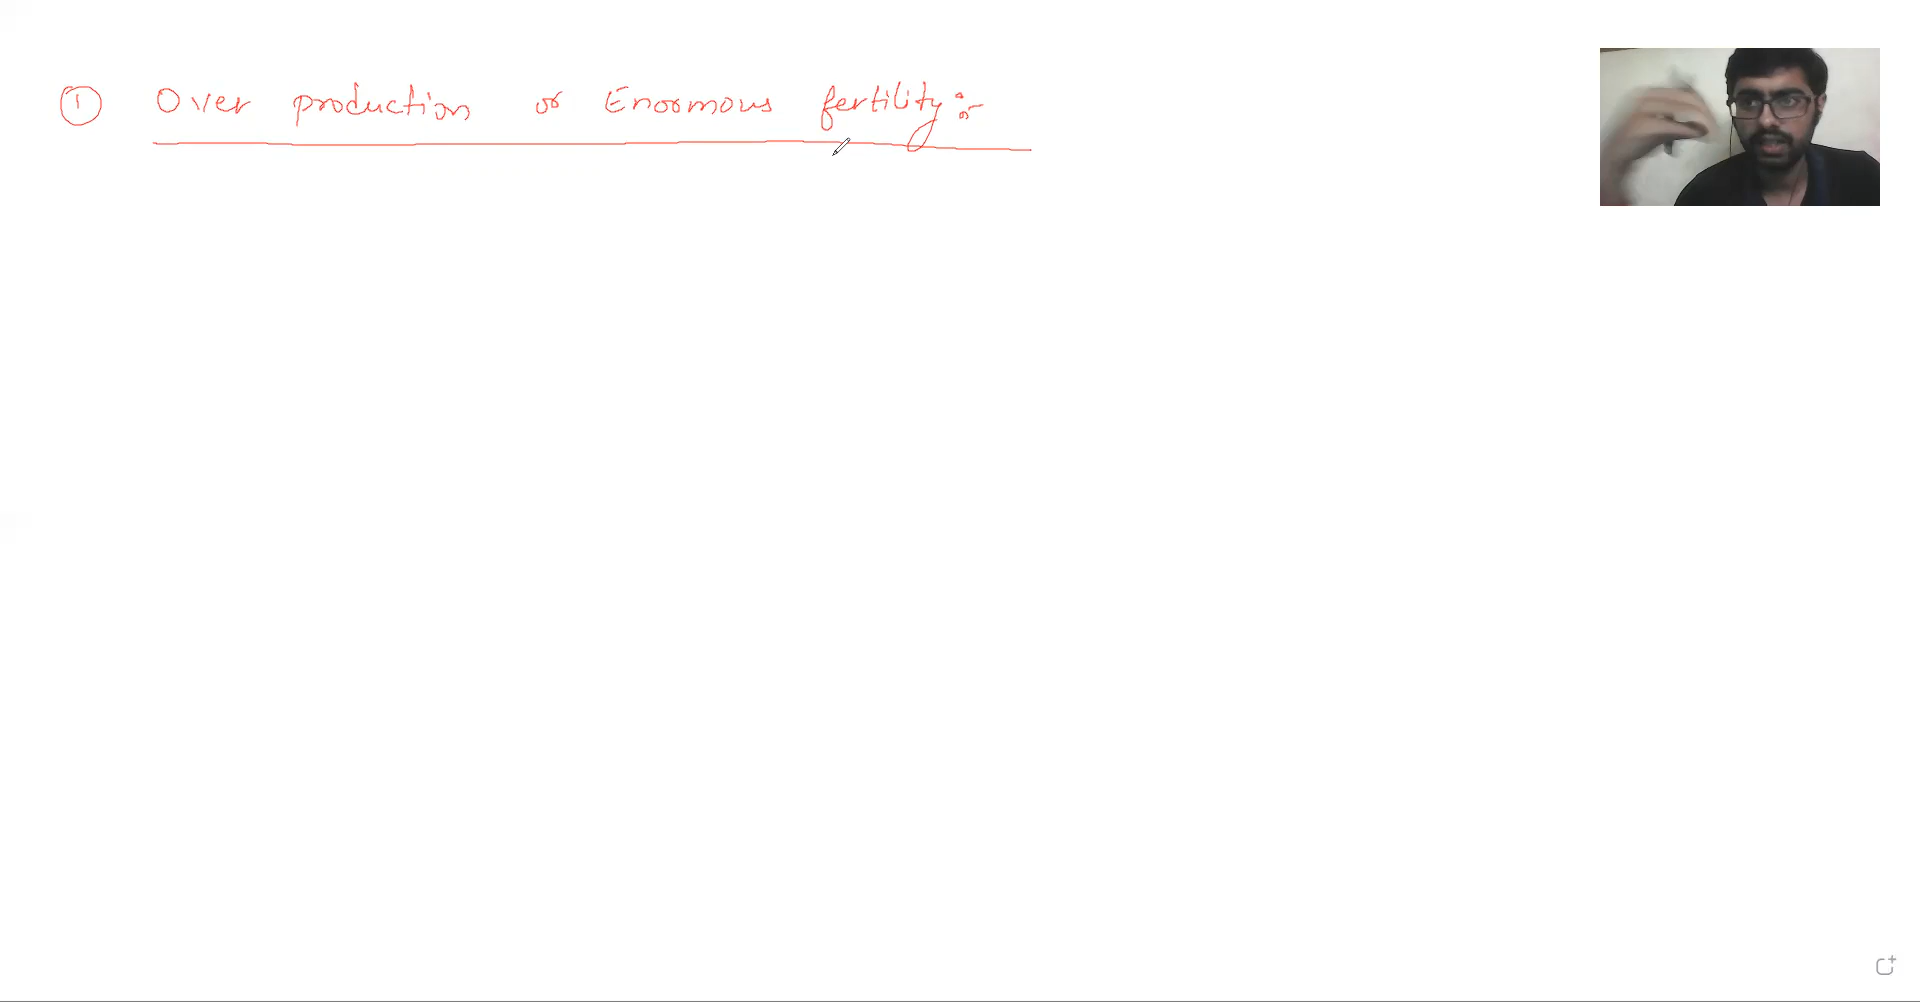 ① Over production or Enormous fertility:-